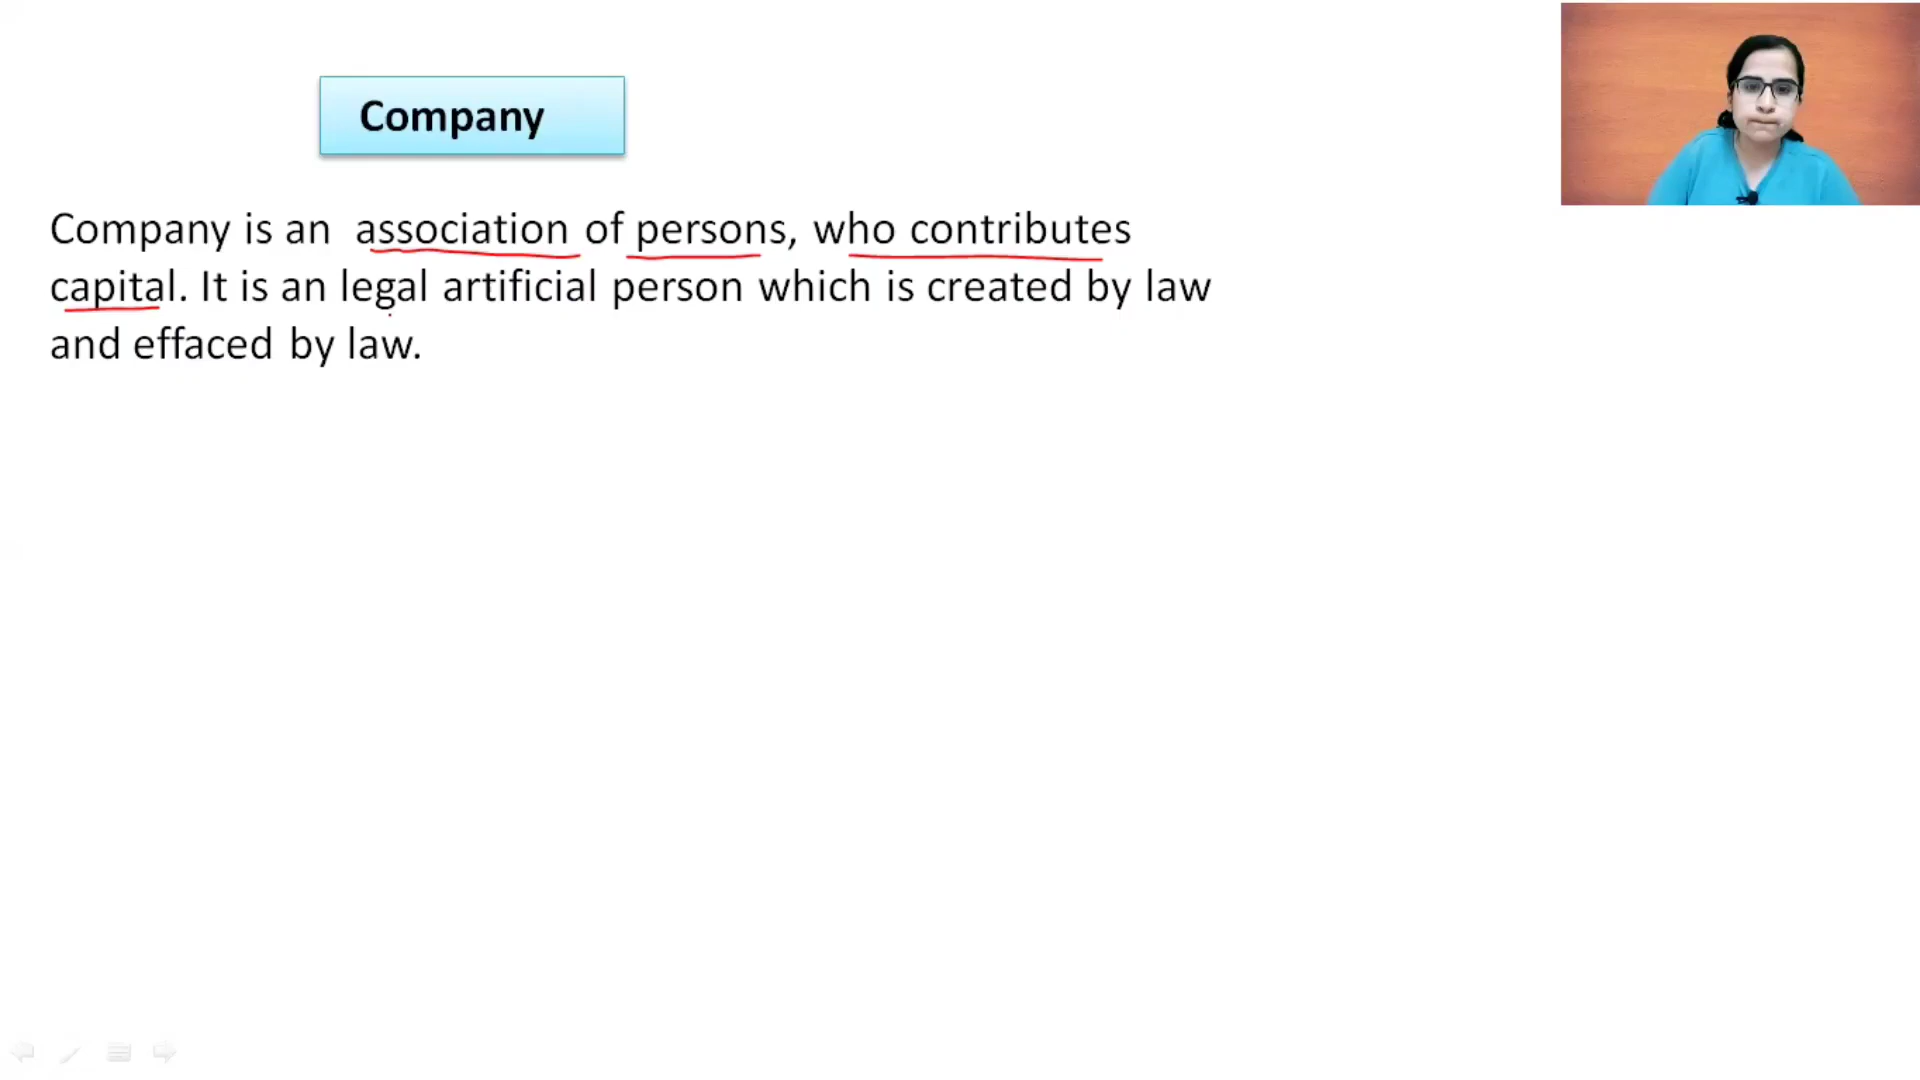 Company
Company is an association of persons, who contributes
capital. It is an legal artificial person which is created by law
and effaced by law.